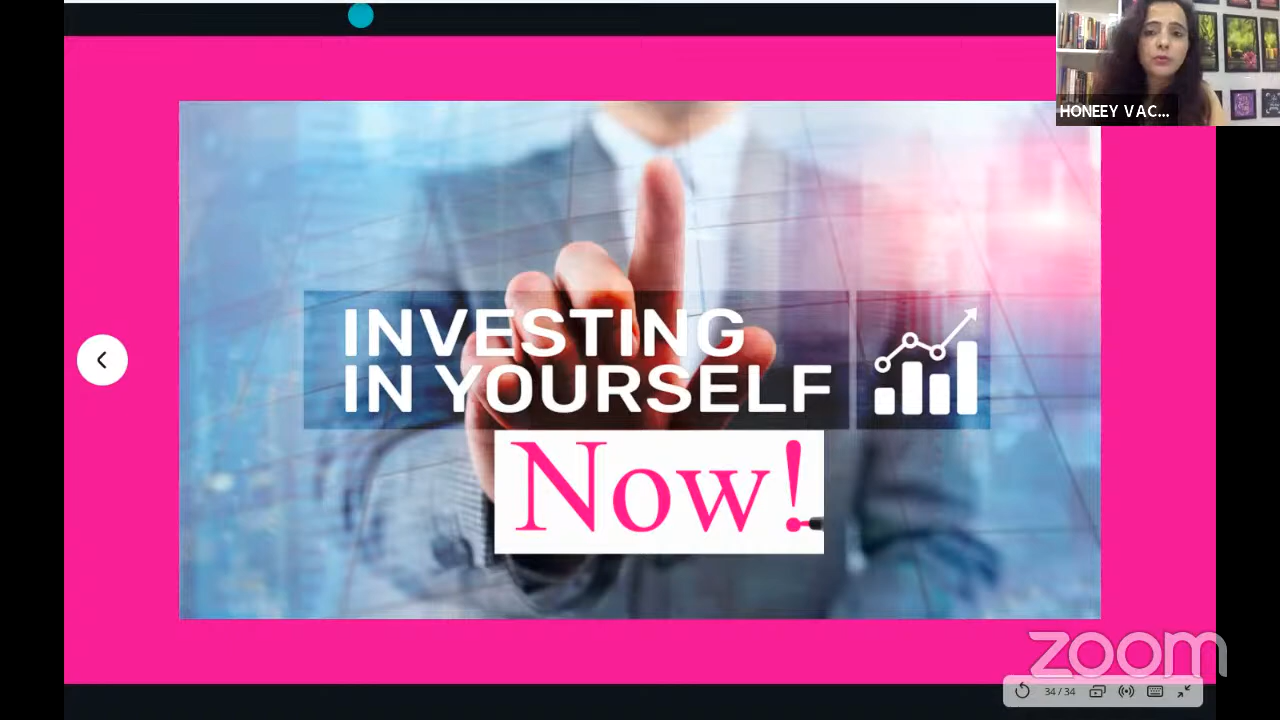 HONEEY VAC...
INVESTING
IN YOURSELF
Now!
zoom
34/34